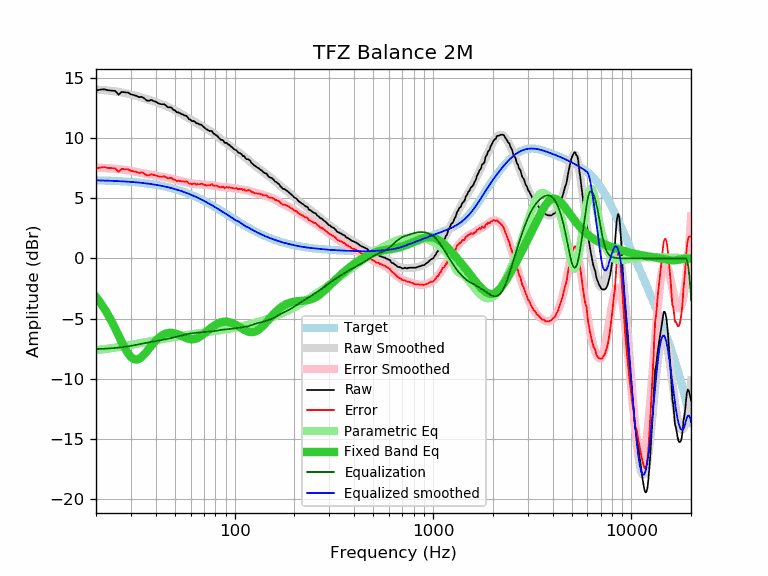 TFZ Balance 2M
Amplitude (dBr)
15
10
5
0
−5
−10
−15
−20
Target
Raw Smoothed
Error Smoothed
Raw
Error
Parametric Eq
Fixed Band Eq
Equalization
Equalized smoothed
100
1000
10000
Frequency (Hz)